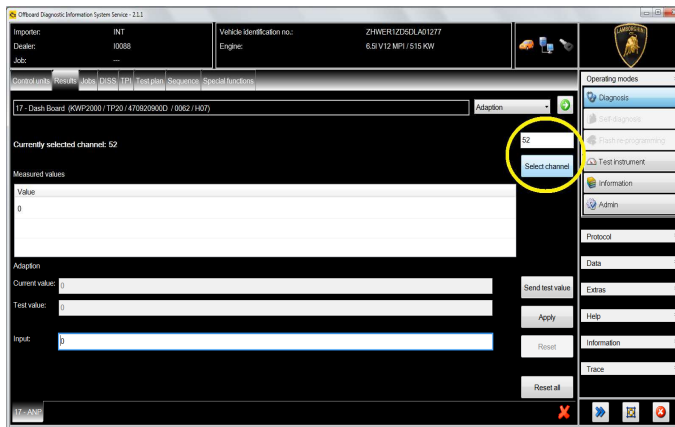 Offboard Diagnostic Information System Service - 2.1.1
Importer: INT
Dealer: I0088
Job: ---
Vehicle identification no.: ZHWER1ZD5DLA01277
Engine: 6.5l V12 MPI / 515 KW
LAMBORGHINI
Control units Results Jobs DISS TPI Test plan Sequence Special functions
17 - Dash Board (KWP2000 / TP20 / 470920900D / 0062 / H07)
Adaption
Currently selected channel: 52
52
Select channel
Measured values
Value
0
Adaption
Current value: 0
Send test value
Test value: 0
Apply
Input: 0
Reset
Reset all
17 - ANP
Operating modes
Diagnosis
Self-diagnosis
Flash re-programming
Test instrument
Information
Admin
Protocol
Data
Extras
Help
Information
Trace